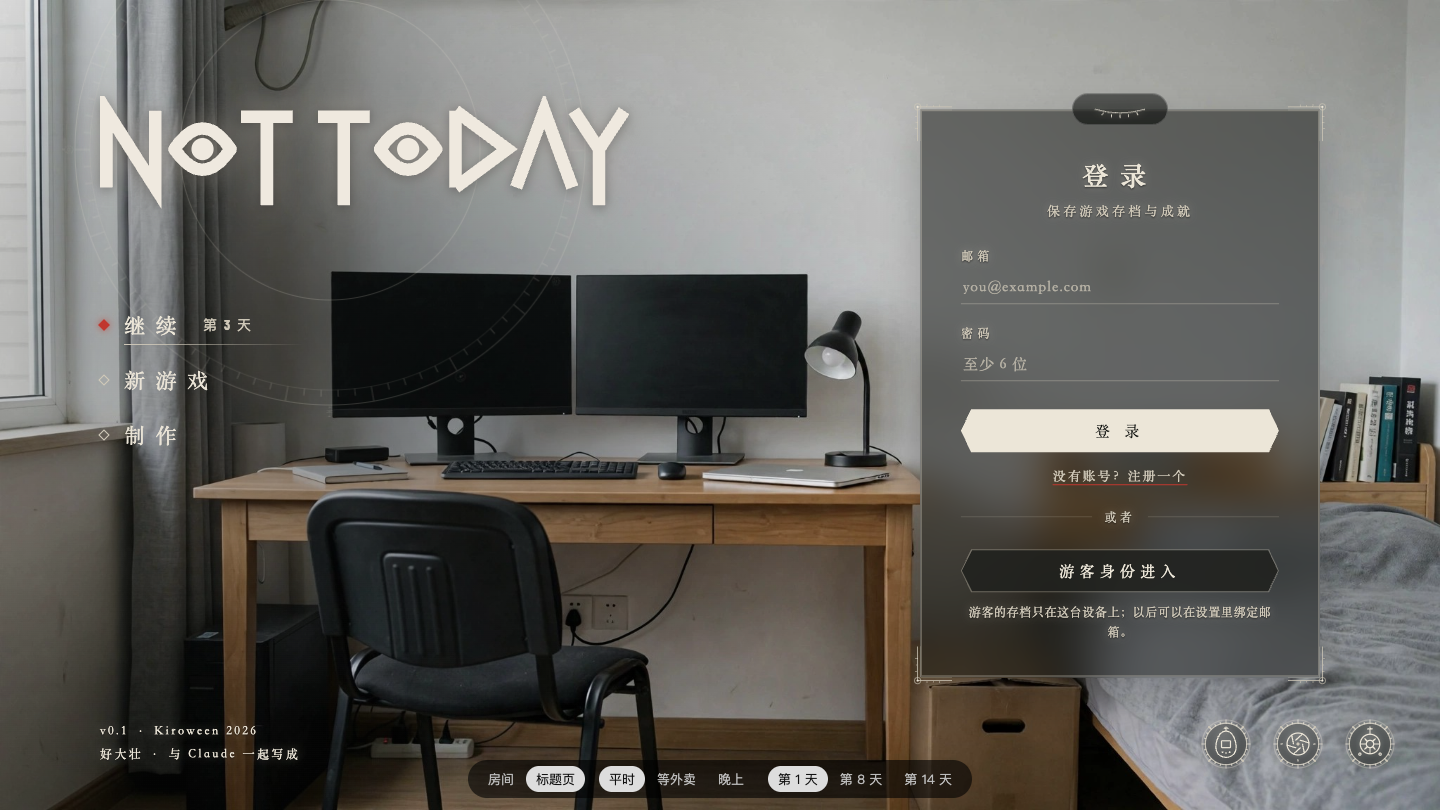 NOT TODAY
继续 第 3 天
新游戏
制作
v0.1 · Kiroween 2026
好大壮 · 与 Claude 一起写成
登录
保存游戏存档与成就
邮箱
you@example.com
密码
至少 6 位
登录
没有账号? 注册一个
或者
游客身份进入
游客的存档只在这台设备上; 以后可以在设置里绑定邮
箱。
房间 标题页 平时 等外卖 晚上 第 1 天 第 8 天 第 14 天